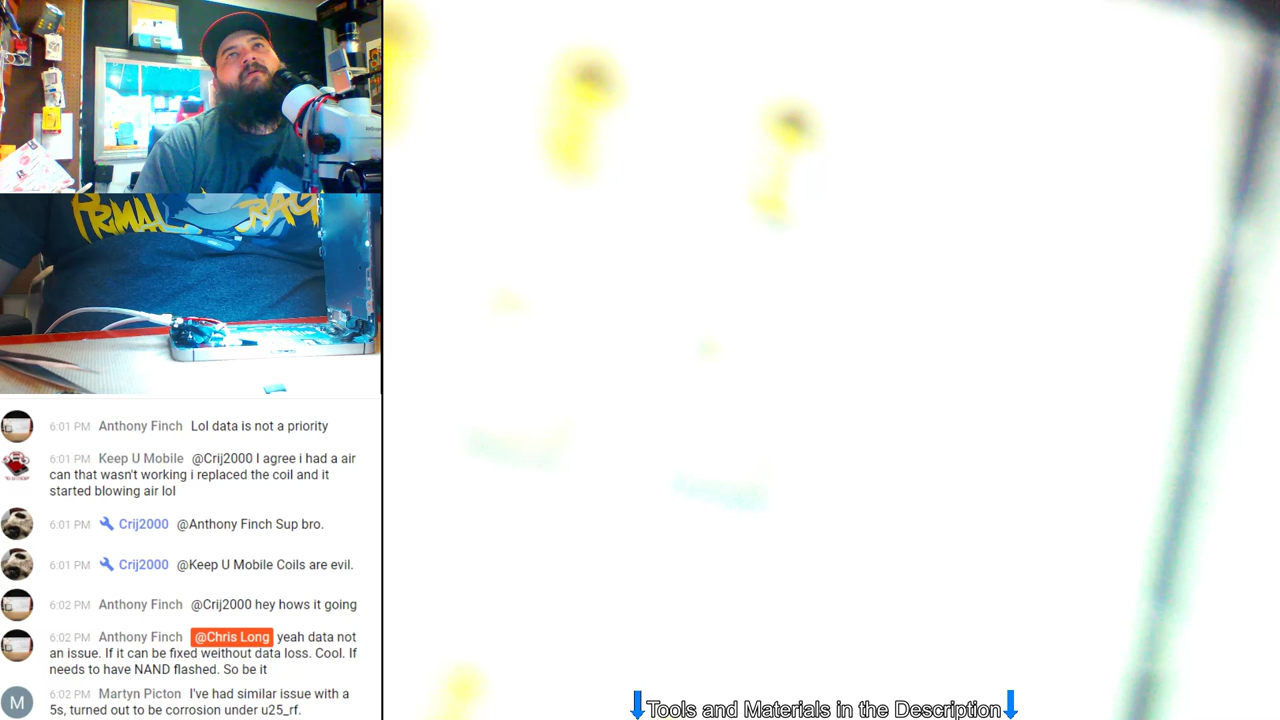 PRIMAL RAGE
6:01 PM Anthony Finch Lol data is not a priority
6:01 PM Keep U Mobile @Crij2000 I agree i had a air
can that wasn't working i replaced the coil and it
started blowing air lol
6:01 PM Crij2000 @Anthony Finch Sup bro.
6:01 PM Crij2000 @Keep U Mobile Coils are evil.
6:02 PM Anthony Finch @Crij2000 hey hows it going
6:02 PM Anthony Finch @Chris Long yeah data not
an issue. If it can be fixed weithout data loss. Cool. If
needs to have NAND flashed. So be it
M 6:02 PM Martyn Picton I've had similar issue with a
5s, turned out to be corrosion under u25_rf.
Tools and Materials in the Description